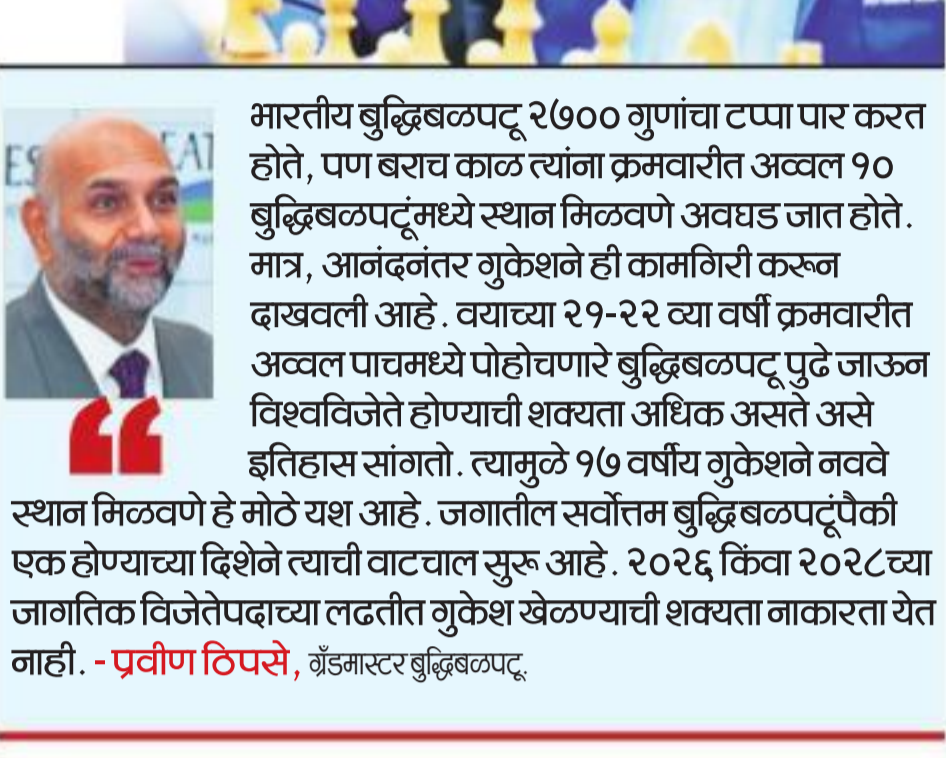 भारतीय बुद्धिबळपटू २७०० गुणांचा टप्पा पार करत
होते, पण बराच काळ त्यांना क्रमवारीत अव्वल १०
बुद्धिबळपटूंमध्ये स्थान मिळवणे अवघड जात होते.
मात्र, आनंदनंतर गुकेशने ही कामगिरी करून
दाखवली आहे. वयाच्या २१-२२ व्या वर्षी क्रमवारीत
अव्वल पाचमध्ये पोहोचणारे बुद्धिबळपटू पुढे जाऊन
विश्वविजेते होण्याची शक्यता अधिक असते असे
इतिहास सांगतो. त्यामुळे १७ वर्षीय गुकेशने नववे
स्थान मिळवणे हे मोठे यश आहे. जगातील सर्वोत्तम बुद्धिबळपटूंपैकी
एक होण्याच्या दिशेने त्याची वाटचाल सुरू आहे. २०२६ किंवा २०२८च्या
जागतिक विजेतेपदाच्या लढतीत गुकेश खेळण्याची शक्यता नाकारता येत
नाही. - प्रवीण ठिपसे, ग्रँडमास्टर बुद्धिबळपटू.